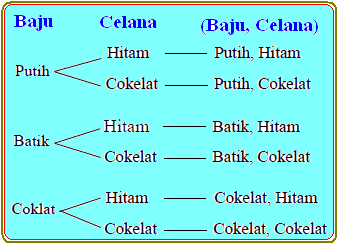 Baju Celana (Baju, Celana)
Hitam Putih, Hitam
Putih
Cokelat Putih, Cokelat
Hitam Batik, Hitam
Batik
Cokelat Batik, Cokelat
Hitam Cokelat, Hitam
Coklat
Cokelat Cokelat, Cokelat